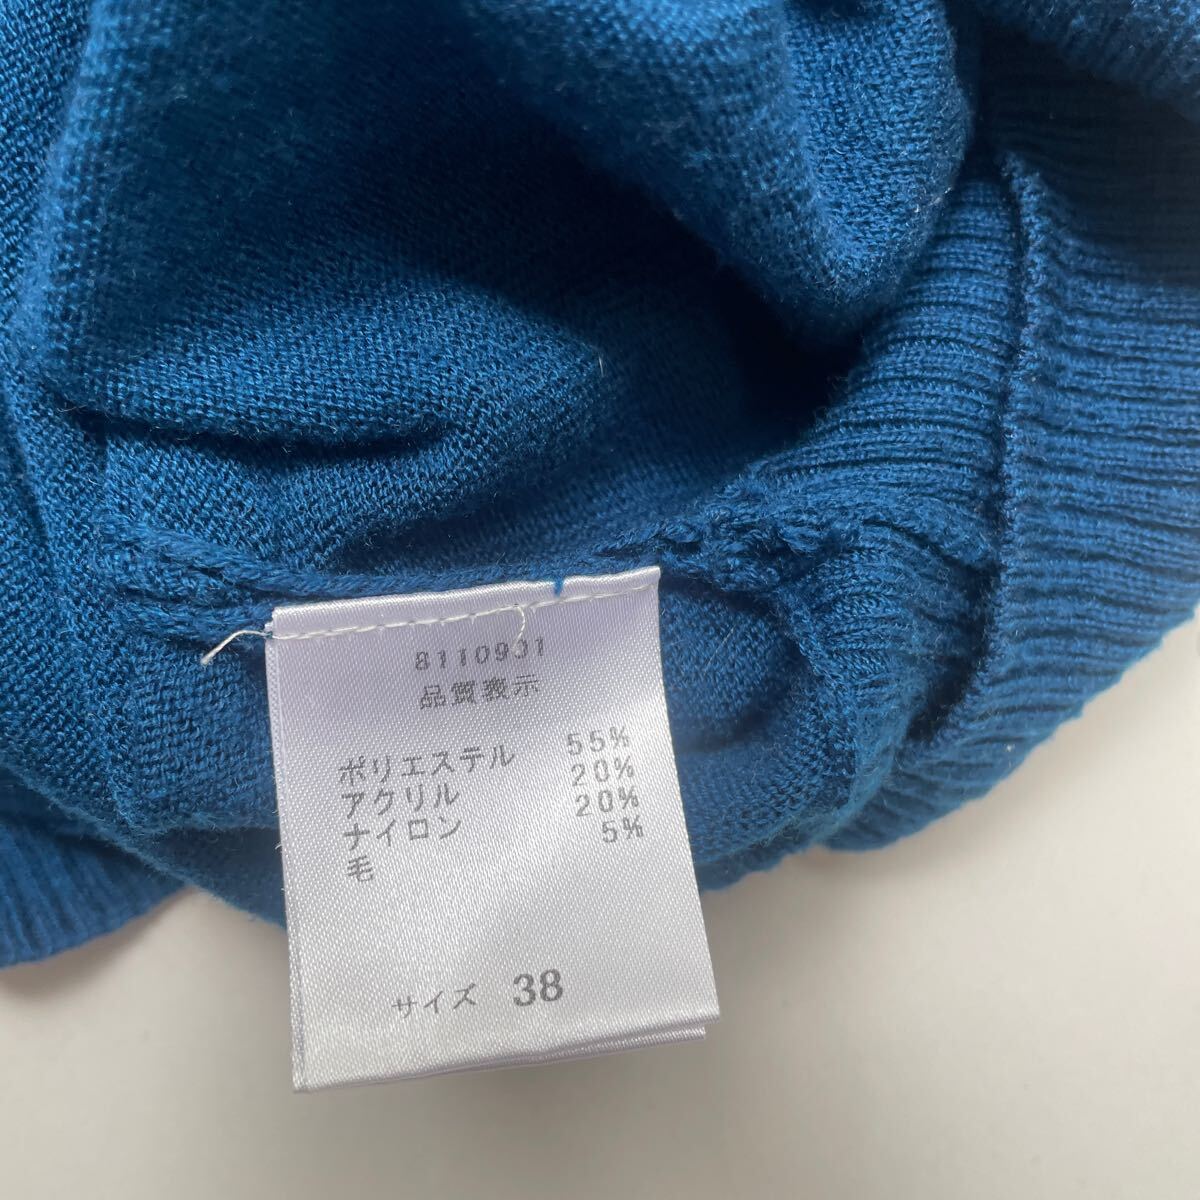 8110901
品質表示
ポリエステル 55%
アクリル 20%
ナイロン 20%
毛 5%
サイズ 38